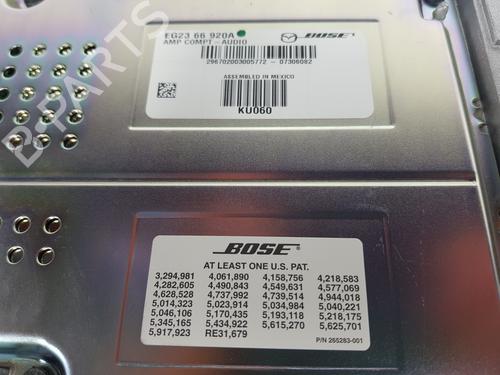 EG23 66 920A
AMP COMPT-AUDIO
BOSE
296702003005772 - 07306082
ASSEMBLED IN MEXICO
KU060
BOSE
AT LEAST ONE U.S. PAT.
3,294,981 4,061,890 4,158,756 4,218,583
4,282,605 4,490,843 4,549,631 4,577,069
4,628,528 4,737,992 4,739,514 4,944,018
5,014,323 5,023,914 5,034,984 5,040,221
5,046,106 5,170,435 5,193,118 5,218,175
5,345,165 5,434,922 5,615,270 5,625,701
5,917,923 RE31,679
P/N 265283-001